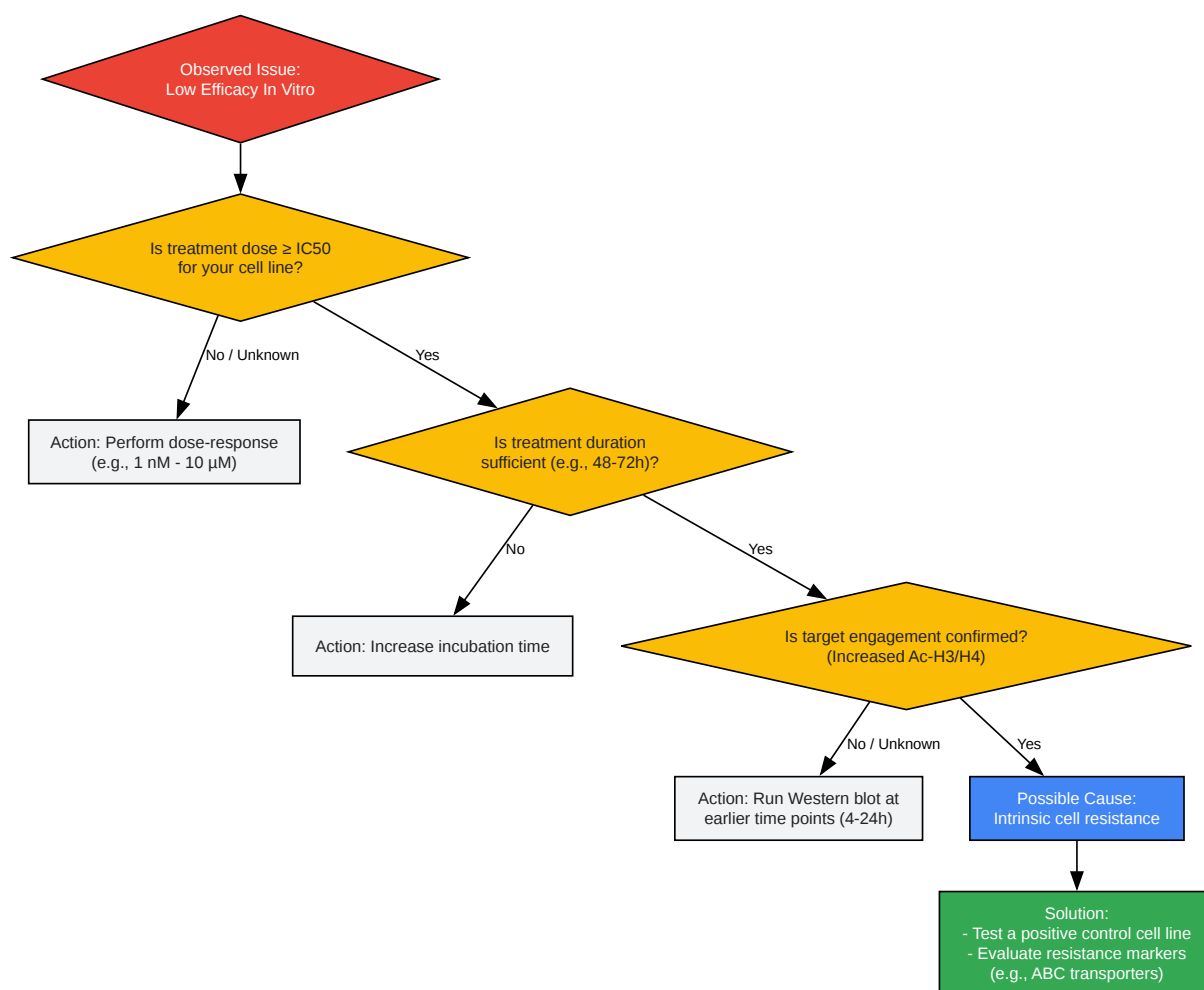 Observed Issue:
Low Efficacy In Vitro
Is treatment dose ≥ IC50
for your cell line?
No / Unknown
Yes
Action: Perform dose-response
(e.g., 1 nM - 10 µM)
Is treatment duration
sufficient (e.g., 48-72h)?
No
Yes
Action: Increase incubation time
Is target engagement confirmed?
(Increased Ac-H3/H4)
No / Unknown
Yes
Action: Run Western blot at
earlier time points (4-24h)
Possible Cause:
Intrinsic cell resistance
Solution:
- Test a positive control cell line
- Evaluate resistance markers
(e.g., ABC transporters)